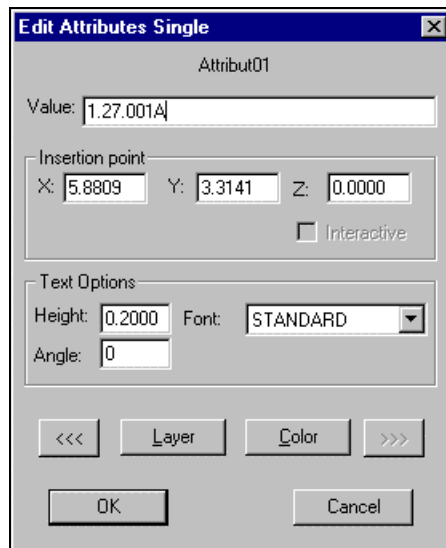 Edit Attributes Single
Attribut01
Value: 1.27.001A
Insertion point
X: 5.8809 Y: 3.3141 Z: 0.0000
Interactive
Text Options
Height: 0.2000 Font: STANDARD
Angle: 0
<<< Layer Color >>>
OK Cancel